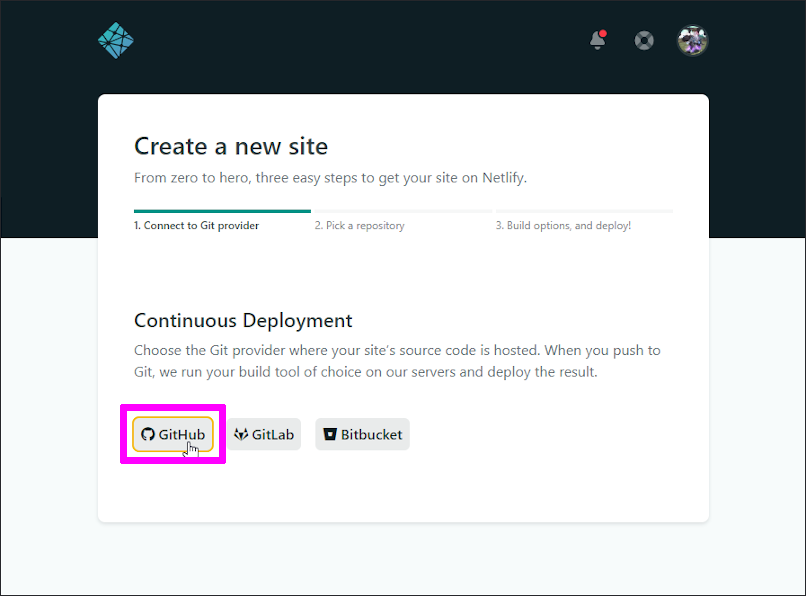 Create a new site
From zero to hero, three easy steps to get your site on Netlify.
1. Connect to Git provider
2. Pick a repository
3. Build options, and deploy!
Continuous Deployment
Choose the Git provider where your site's source code is hosted. When you push to
Git, we run your build tool of choice on our servers and deploy the result.
GitHub
GitLab
Bitbucket